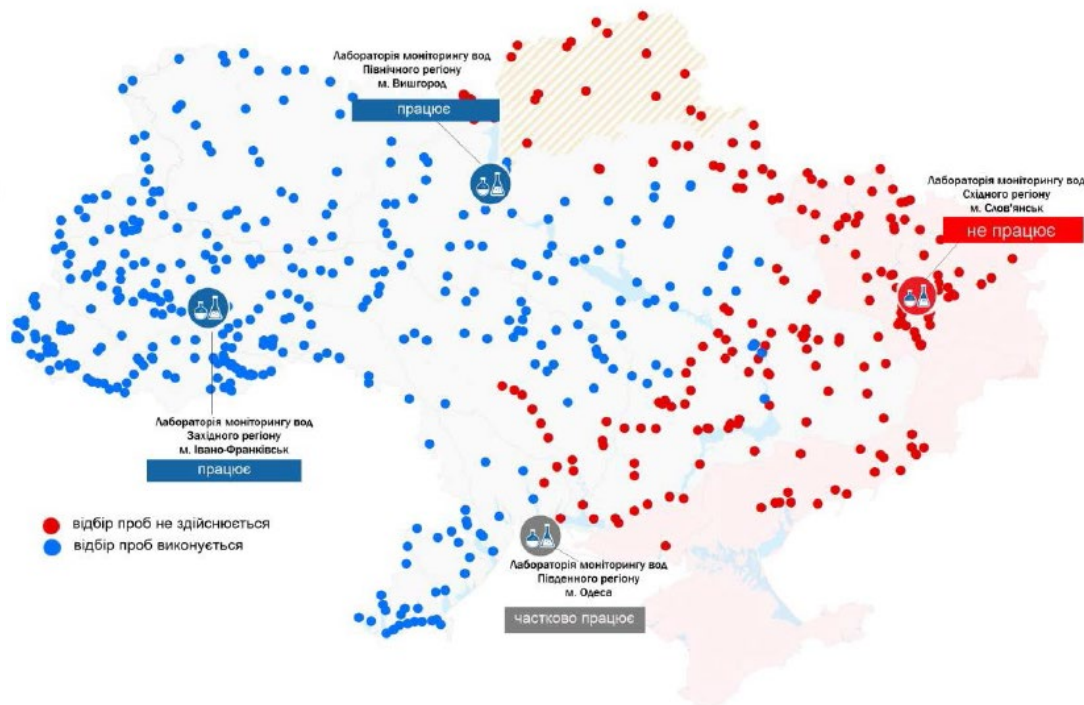 Лабораторія моніторингу вод
Північного регіону
м. Вишгород
працює
Лабораторія моніторингу вод
Східного регіону
м. Слов'янськ
не працює
Лабораторія моніторингу вод
Західного регіону
м. Івано-Франківськ
працює
відбір проб не здійснюється
відбір проб виконується
Лабораторія моніторингу вод
Південного регіону
м. Одеса
частково працює